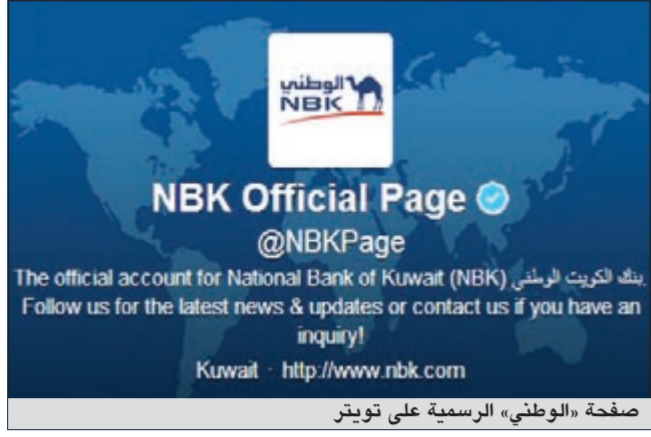 الوطني
NBK
NBK Official Page
@NBKPage
The official account for National Bank of Kuwait (NBK) بنك الكويت الوطني.
Follow us for the latest news & updates or contact us if you have an
inquiry!
Kuwait · http://www.nbk.com
صفحة «الوطني» الرسمية على تويتر